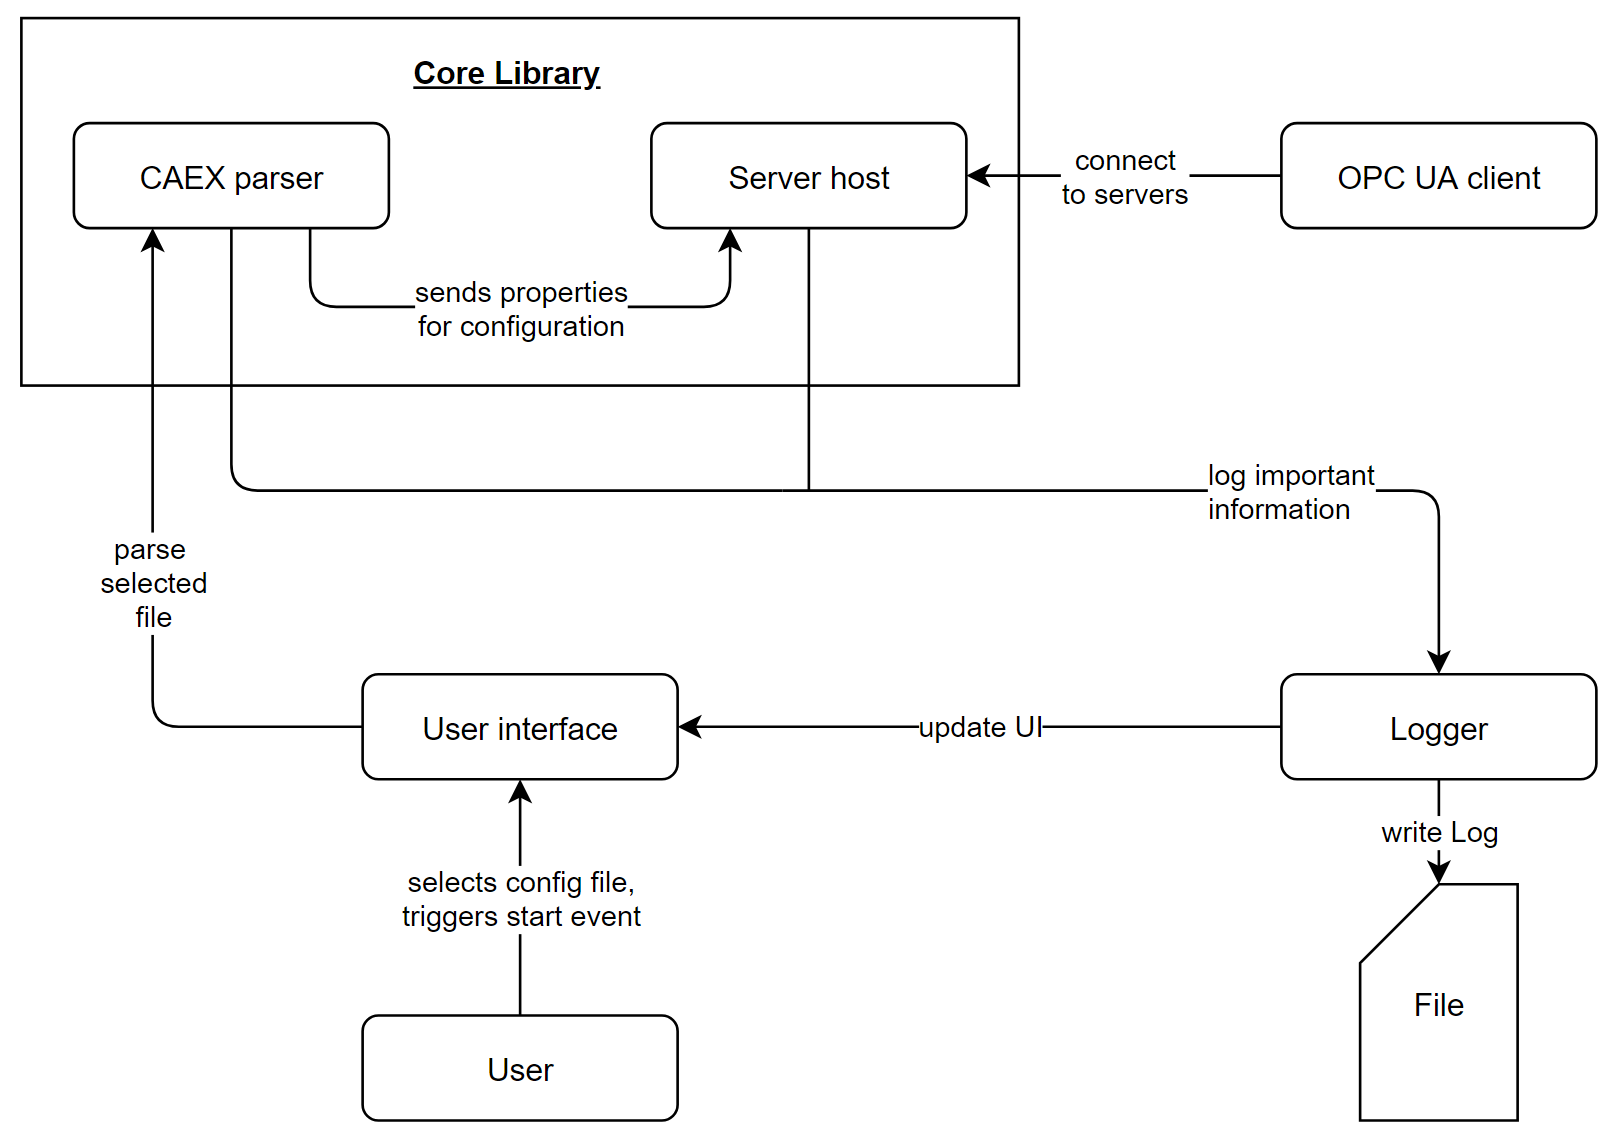 Core Library
CAEX parser
Server host
connect
to servers
OPC UA client
sends properties
for configuration
log important
information
parse
selected
file
User interface
update UI
Logger
write Log
selects config file,
triggers start event
File
User